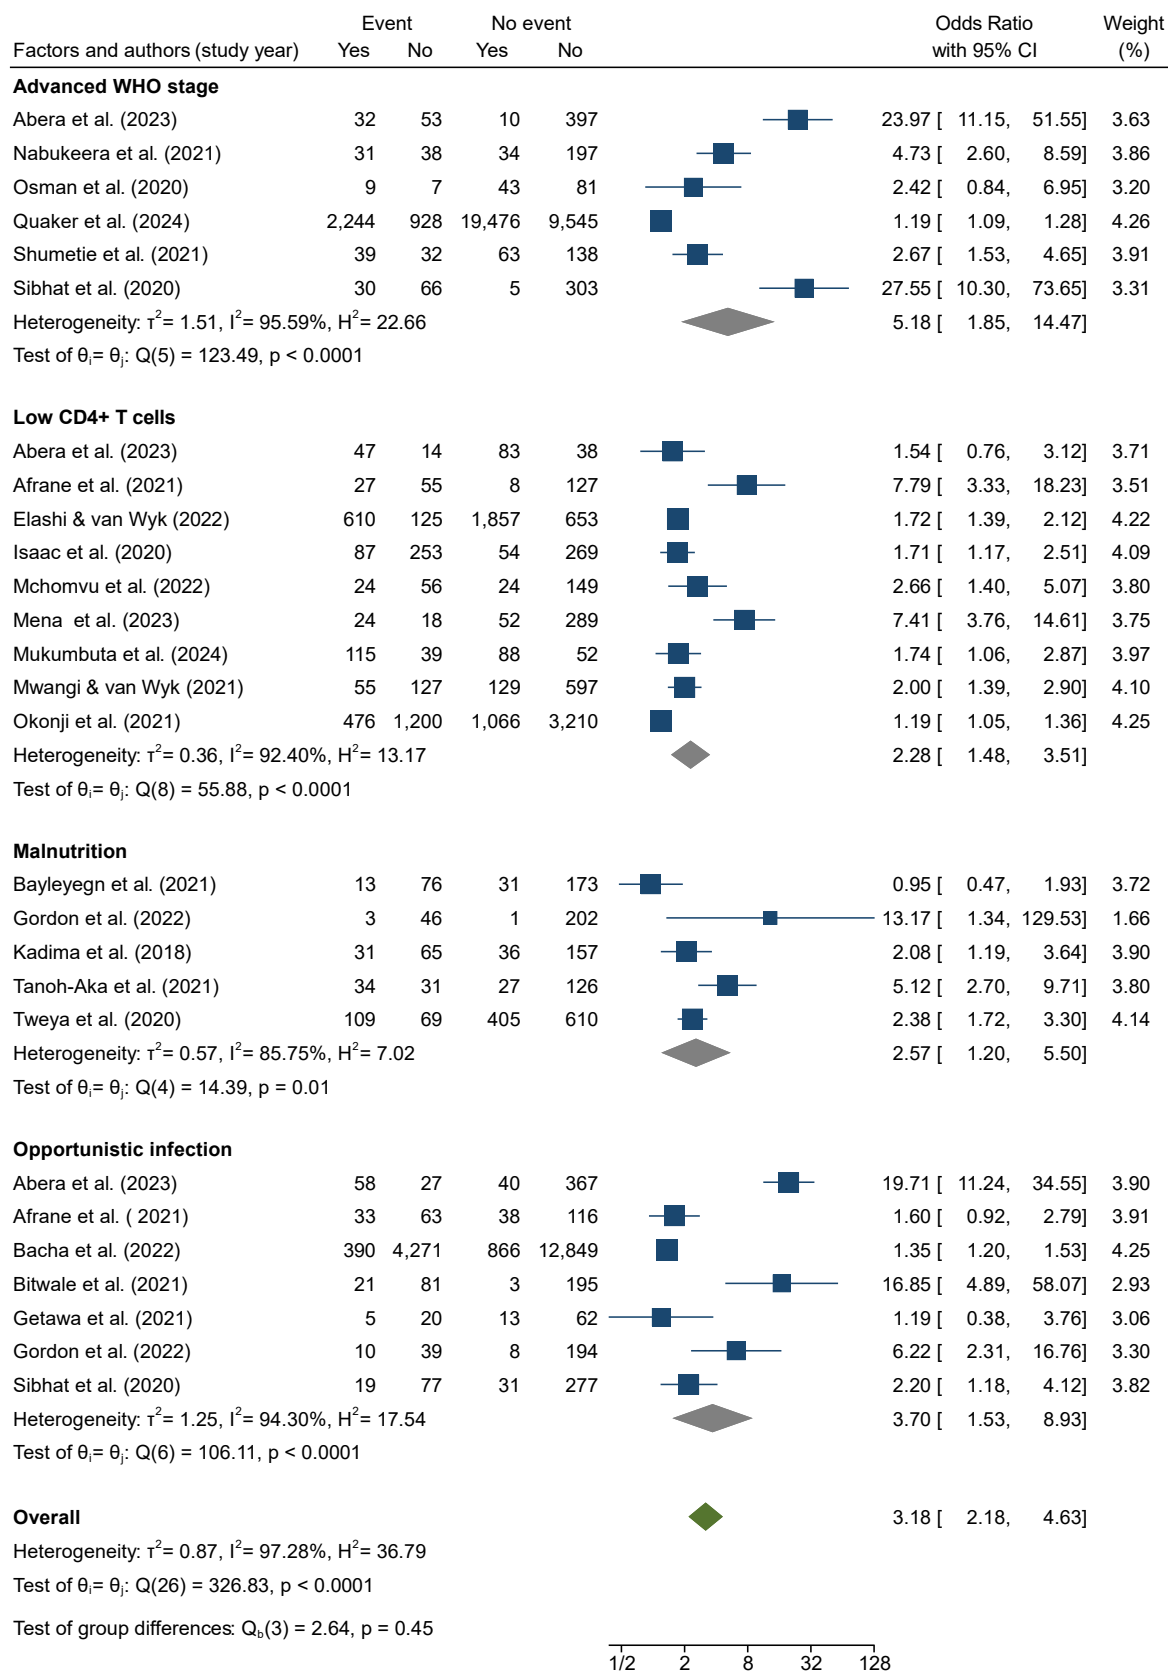 Event No event Odds Ratio Weight
Factors and authors (study year) Yes No Yes No with 95% CI (%)
Advanced WHO stage
Abera et al. (2023) 32 53 10 397 23.97 [ 11.15, 51.55] 3.63
Nabukeera et al. (2021) 31 38 34 197 4.73 [ 2.60, 8.59] 3.86
Osman et al. (2020) 9 7 43 81 2.42 [ 0.84, 6.95] 3.20
Quaker et al. (2024) 2,244 928 19,476 9,545 1.19 [ 1.09, 1.28] 4.26
Shumetie et al. (2021) 39 32 63 138 2.67 [ 1.53, 4.65] 3.91
Sibhat et al. (2020) 30 66 5 303 27.55 [ 10.30, 73.65] 3.31
Heterogeneity: τ²= 1.51, I²= 95.59%, H²= 22.66 5.18 [ 1.85, 14.47]
Test of θᵢ= θⱼ: Q(5) = 123.49, p < 0.0001
Low CD4+ T cells
Abera et al. (2023) 47 14 83 38 1.54 [ 0.76, 3.12] 3.71
Afrane et al. (2021) 27 55 8 127 7.79 [ 3.33, 18.23] 3.51
Elashi & van Wyk (2022) 610 125 1,857 653 1.72 [ 1.39, 2.12] 4.22
Isaac et al. (2020) 87 253 54 269 1.71 [ 1.17, 2.51] 4.09
Mchomvu et al. (2022) 24 56 24 149 2.66 [ 1.40, 5.07] 3.80
Mena et al. (2023) 24 18 52 289 7.41 [ 3.76, 14.61] 3.75
Mukumbuta et al. (2024) 115 39 88 52 1.74 [ 1.06, 2.87] 3.97
Mwangi & van Wyk (2021) 55 127 129 597 2.00 [ 1.39, 2.90] 4.10
Okonji et al. (2021) 476 1,200 1,066 3,210 1.19 [ 1.05, 1.36] 4.25
Heterogeneity: τ²= 0.36, I²= 92.40%, H²= 13.17 2.28 [ 1.48, 3.51]
Test of θᵢ= θⱼ: Q(8) = 55.88, p < 0.0001
Malnutrition
Bayleyegn et al. (2021) 13 76 31 173 0.95 [ 0.47, 1.93] 3.72
Gordon et al. (2022) 3 46 1 202 13.17 [ 1.34, 129.53] 1.66
Kadima et al. (2018) 31 65 36 157 2.08 [ 1.19, 3.64] 3.90
Tanoh-Aka et al. (2021) 34 31 27 126 5.12 [ 2.70, 9.71] 3.80
Tweya et al. (2020) 109 69 405 610 2.38 [ 1.72, 3.30] 4.14
Heterogeneity: τ²= 0.57, I²= 85.75%, H²= 7.02 2.57 [ 1.20, 5.50]
Test of θᵢ= θⱼ: Q(4) = 14.39, p = 0.01
Opportunistic infection
Abera et al. (2023) 58 27 40 367 19.71 [ 11.24, 34.55] 3.90
Afrane et al. ( 2021) 33 63 38 116 1.60 [ 0.92, 2.79] 3.91
Bacha et al. (2022) 390 4,271 866 12,849 1.35 [ 1.20, 1.53] 4.25
Bitwale et al. (2021) 21 81 3 195 16.85 [ 4.89, 58.07] 2.93
Getawa et al. (2021) 5 20 13 62 1.19 [ 0.38, 3.76] 3.06
Gordon et al. (2022) 10 39 8 194 6.22 [ 2.31, 16.76] 3.30
Sibhat et al. (2020) 19 77 31 277 2.20 [ 1.18, 4.12] 3.82
Heterogeneity: τ²= 1.25, I²= 94.30%, H²= 17.54 3.70 [ 1.53, 8.93]
Test of θᵢ= θⱼ: Q(6) = 106.11, p < 0.0001
Overall 3.18 [ 2.18, 4.63]
Heterogeneity: τ²= 0.87, I²= 97.28%, H²= 36.79
Test of θᵢ= θⱼ: Q(26) = 326.83, p < 0.0001
Test of group differences: Q_b(3) = 2.64, p = 0.45
1/2 2 8 32 128